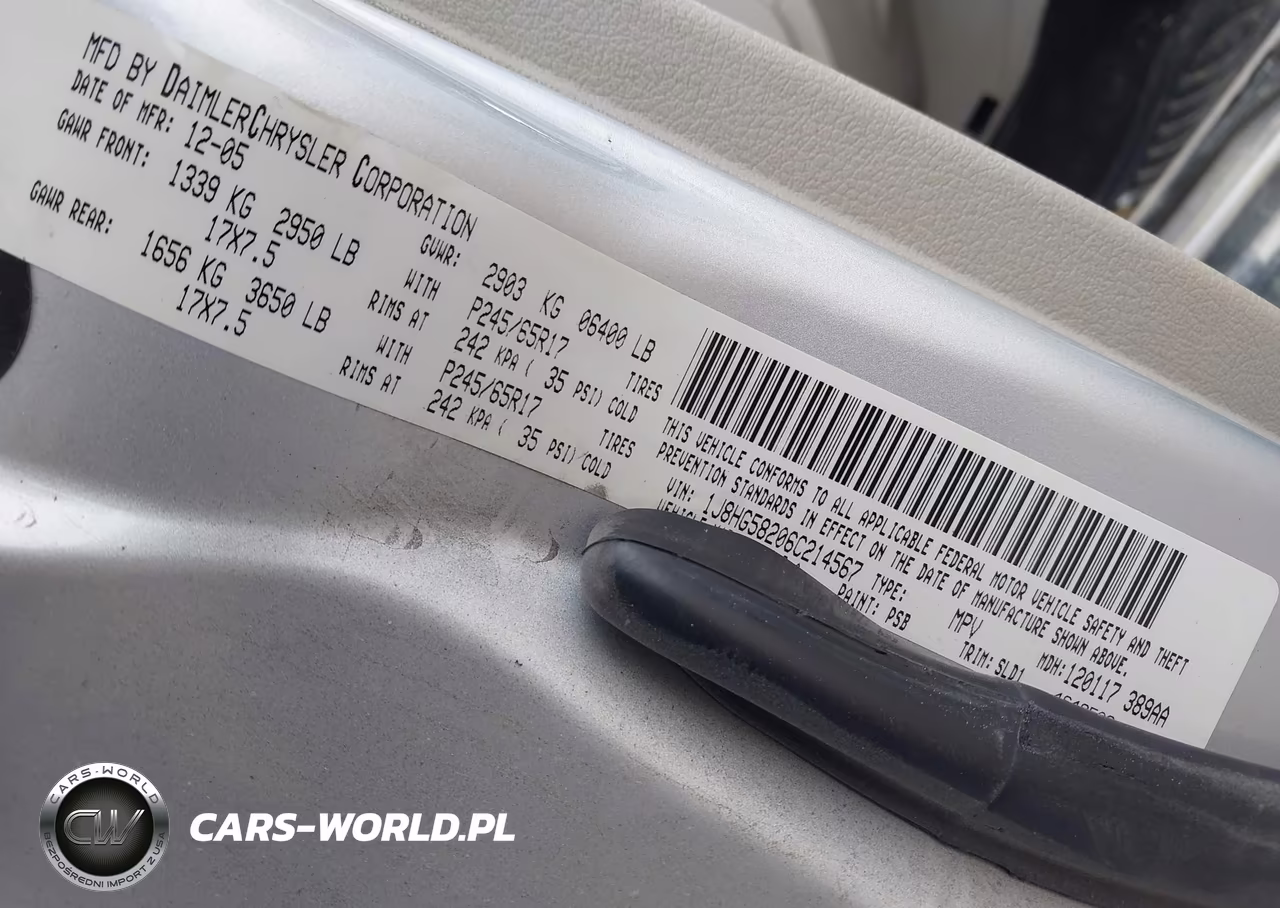 MFD BY DAIMLERCHRYSLER CORPORATION
DATE OF MFR: 12-05 GVWR: 2903 KG 06400 LB
GAWR FRONT: 1339 KG 2950 LB WITH P245/65R17 TIRES
17X7.5 RIMS AT 242 KPA ( 35 PSI) COLD
GAWR REAR: 1656 KG 3650 LB WITH P245/65R17 TIRES
17X7.5 RIMS AT 242 KPA ( 35 PSI) COLD
THIS VEHICLE CONFORMS TO ALL APPLICABLE FEDERAL MOTOR VEHICLE SAFETY AND THEFT
PREVENTION STANDARDS IN EFFECT ON THE DATE OF MANUFACTURE SHOWN ABOVE.
VIN: 1J8HG58206C214567 TYPE: MPV MDH: 120117 389AA
PAINT: PSB TRIM: SLD1
CARS-WORLD
CW
BEZPOŚREDNI IMPORT Z USA
CARS-WORLD.PL